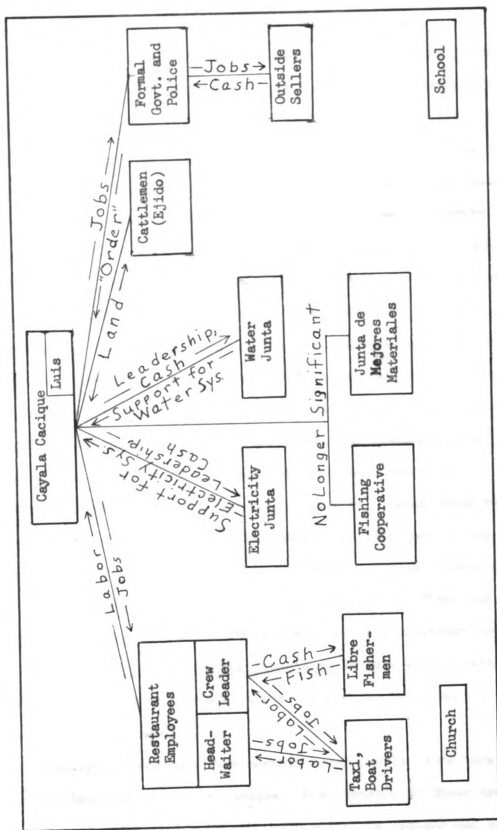 Cayala Cacique
Luis
Labor
Jobs
Support for
Electricity Sys.
Leadership
Cash
Leadership,
Cash
Support for
Water Sys.
Land
"Order"
Jobs
Restaurant
Employees
Head-
Waiter
Crew
Leader
Electricity
Junta
Water
Junta
Cattlemen
(Ejido)
Formal
Govt. and
Police
Labor
Jobs
Jobs
Labor
Cash
Fish
No Longer Significant
Jobs
Cash
Taxi,
Boat
Drivers
Libre
Fisher-
men
Fishing
Cooperative
Junta de
Mejores
Materiales
Outside
Sellers
Church
School